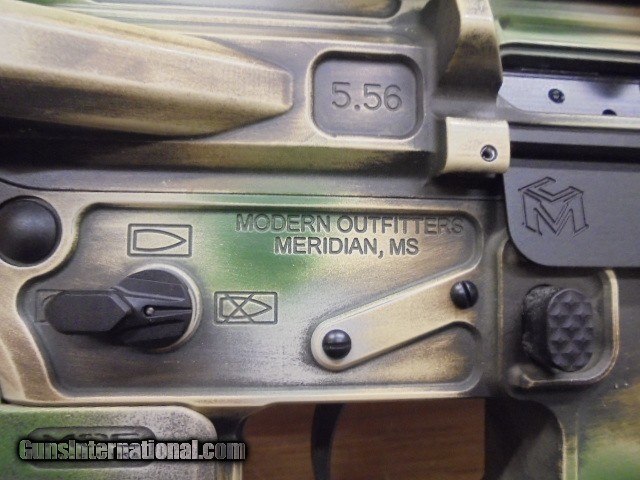 5.56
MODERN OUTFITTERS
MERIDIAN, MS
GunsInternational.com